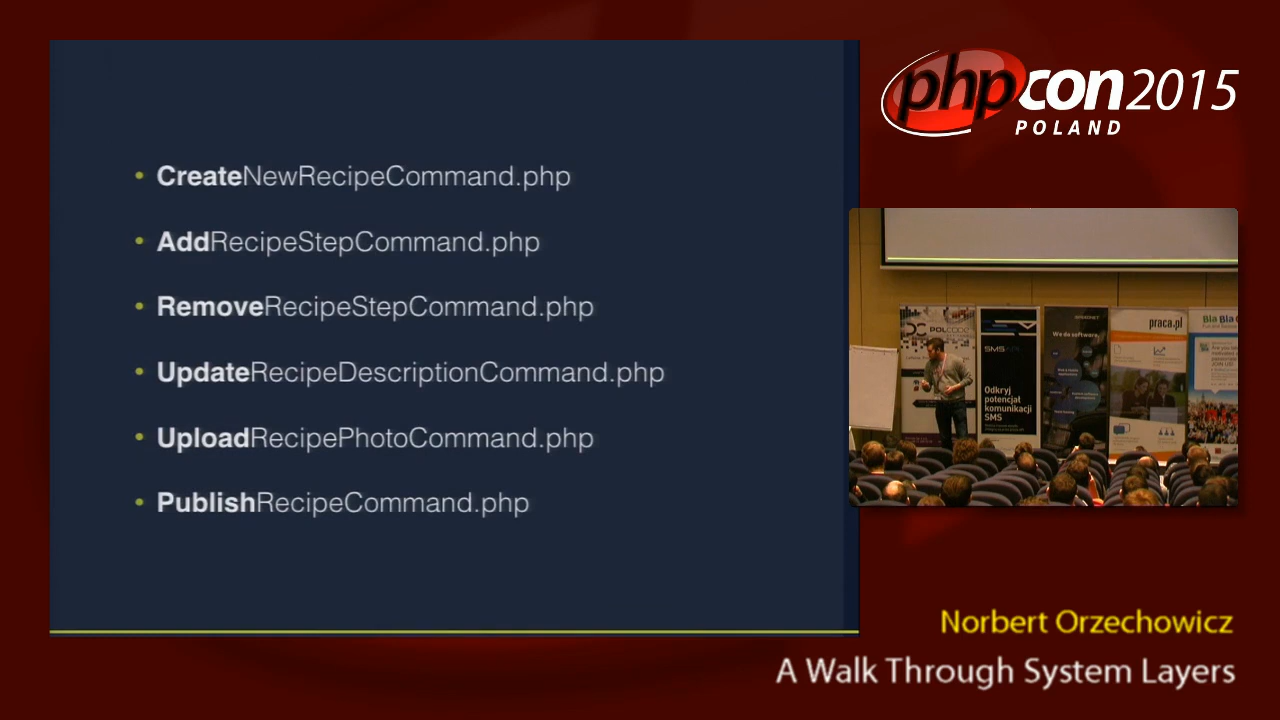 CreateNewRecipeCommand.php
AddRecipeStepCommand.php
RemoveRecipeStepCommand.php
UpdateRecipeDescriptionCommand.php
UploadRecipePhotoCommand.php
PublishRecipeCommand.php
phpcon2015
POLAND
praca.pl
We do software.
Odkryj
potencjał
komunikacji
SMS
Norbert Orzechowicz
A Walk Through System Layers